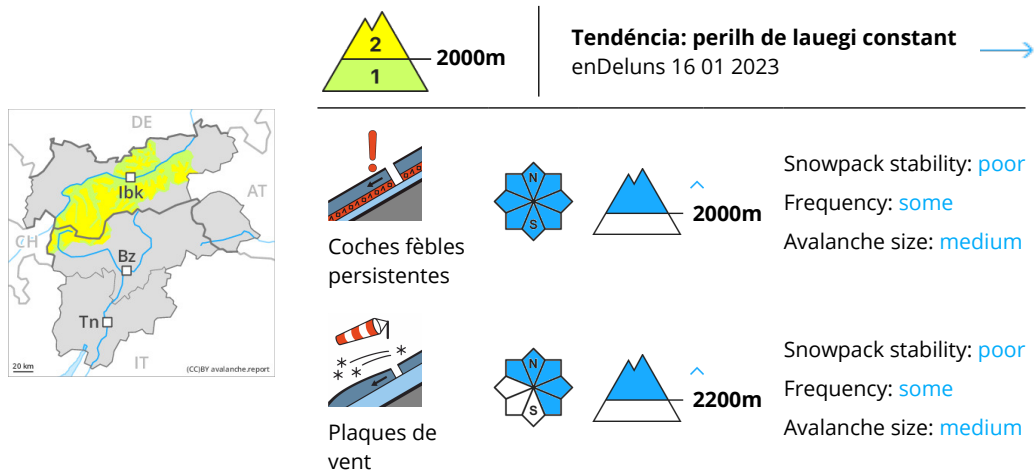 2
1
2000m
Tendéncia: perilh de lauegi constant
enDeluns 16 01 2023
DE
AT
CH
IT
Ibk
Bz
Tn
20 km
(CC)BY avalanche.report
Coches fèbles
persistentes
N
S
2000m
Snowpack stability: poor
Frequency: some
Avalanche size: medium
Plaques de
vent
N
S
2200m
Snowpack stability: poor
Frequency: some
Avalanche size: medium